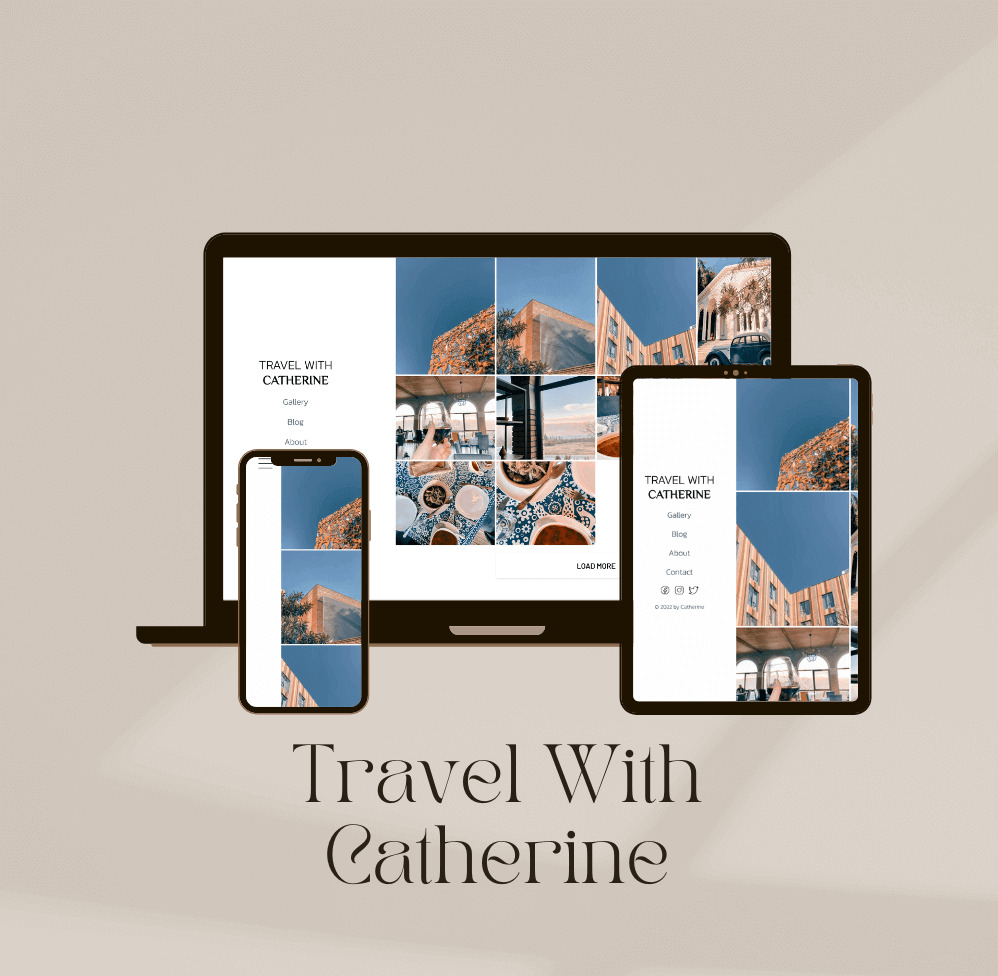 TRAVEL WITH
CATHERINE
Gallery
Blog
About
LOAD MORE
TRAVEL WITH
CATHERINE
Gallery
Blog
About
Contact
© 2022 by Catherine
Travel With
Catherine